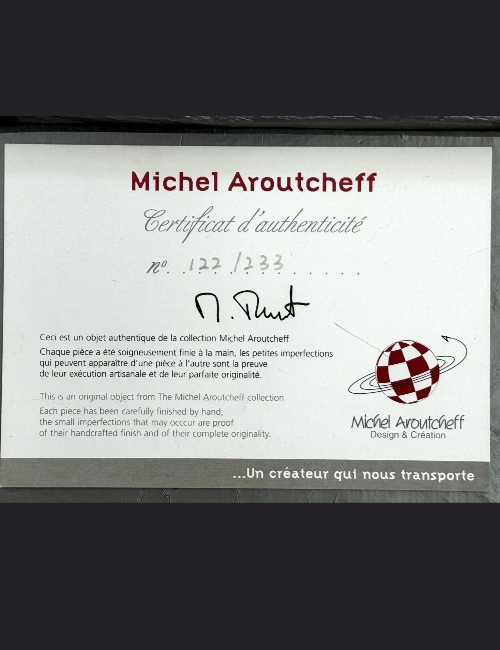 Michel Aroutcheff
Certificat d'authenticité
nº. 122/233
Ceci est un objet authentique de la collection Michel Aroutcheff
Chaque pièce a été soigneusement finie à la main, les petites imperfections
qui peuvent apparaître d'une pièce à l'autre sont la preuve
de leur exécution artisanale et de leur parfaite originalité.
This is an original object from The Michel Aroutcheff collection
Each piece has been carefully finished by hand,
the small imperfections that may occcur are proof
of their handcrafted finish and of their complete originality.
Michel Aroutcheff
Design & Création
...Un créateur qui nous transporte